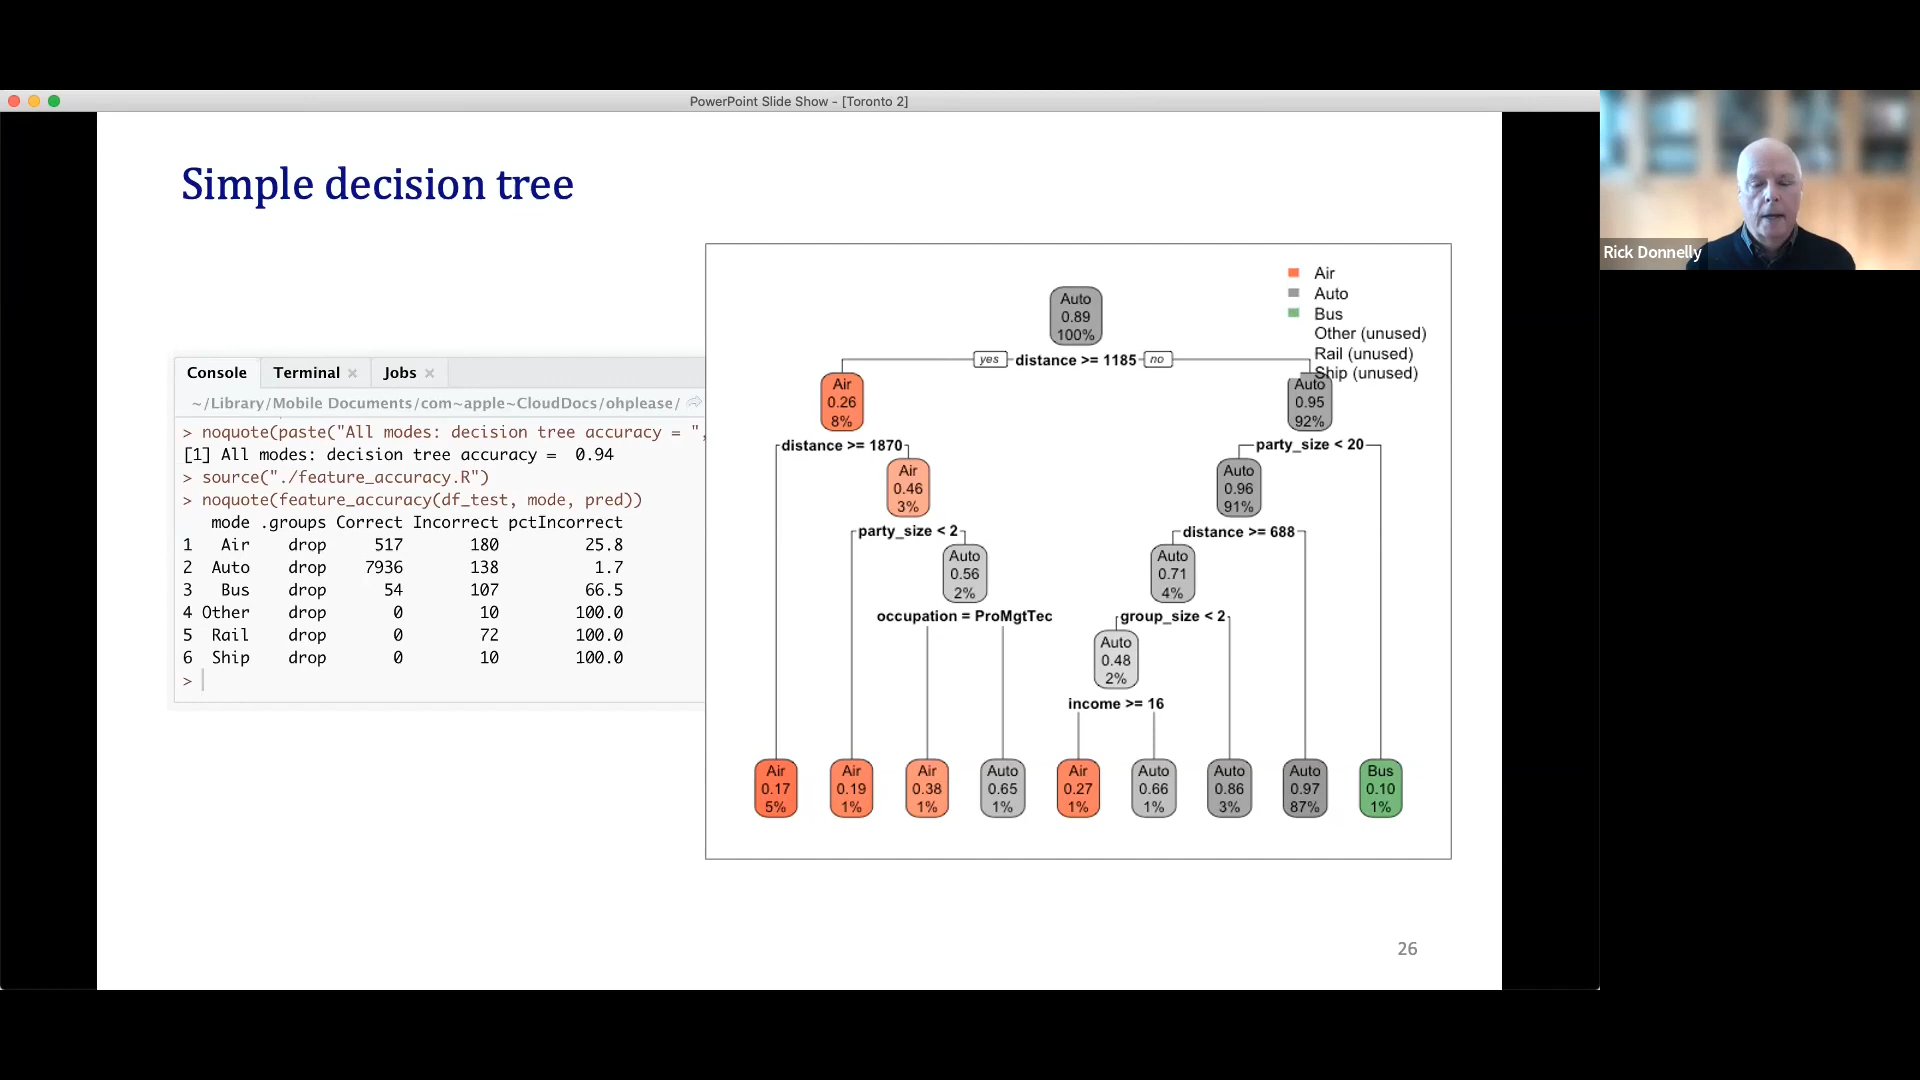 PowerPoint Slide Show - [Toronto 2]
Rick Donnelly
Simple decision tree
Console Terminal × Jobs ×
~/Library/Mobile Documents/com~apple~CloudDocs/ohplease/
> noquote(paste("All modes: decision tree accuracy = ",
[1] All modes: decision tree accuracy =  0.94
> source("./feature_accuracy.R")
> noquote(feature_accuracy(df_test, mode, pred))
mode .groups Correct Incorrect pctIncorrect
1 Air drop 517 180 25.8
2 Auto drop 7936 138 1.7
3 Bus drop 54 107 66.5
4 Other drop 0 10 100.0
5 Rail drop 0 72 100.0
6 Ship drop 0 10 100.0
>
Air
Auto
Bus
Other (unused)
Rail (unused)
Ship (unused)
Auto
0.89
100%
yes distance >= 1185 no
Air
0.26
8%
Auto
0.95
92%
distance >= 1870
party_size < 20
Air
0.46
3%
Auto
0.96
91%
party_size < 2
distance >= 688
Auto
0.56
2%
Auto
0.71
4%
occupation = ProMgtTec
group_size < 2
Auto
0.48
2%
income >= 16
Air
0.17
5%
Air
0.19
1%
Air
0.38
1%
Auto
0.65
1%
Air
0.27
1%
Auto
0.66
1%
Auto
0.86
3%
Auto
0.97
87%
Bus
0.10
1%
26